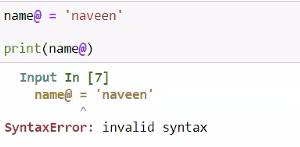 name@ = 'naveen'
print(name@)
Input In [7]
name@ = 'naveen'
^
SyntaxError: invalid syntax